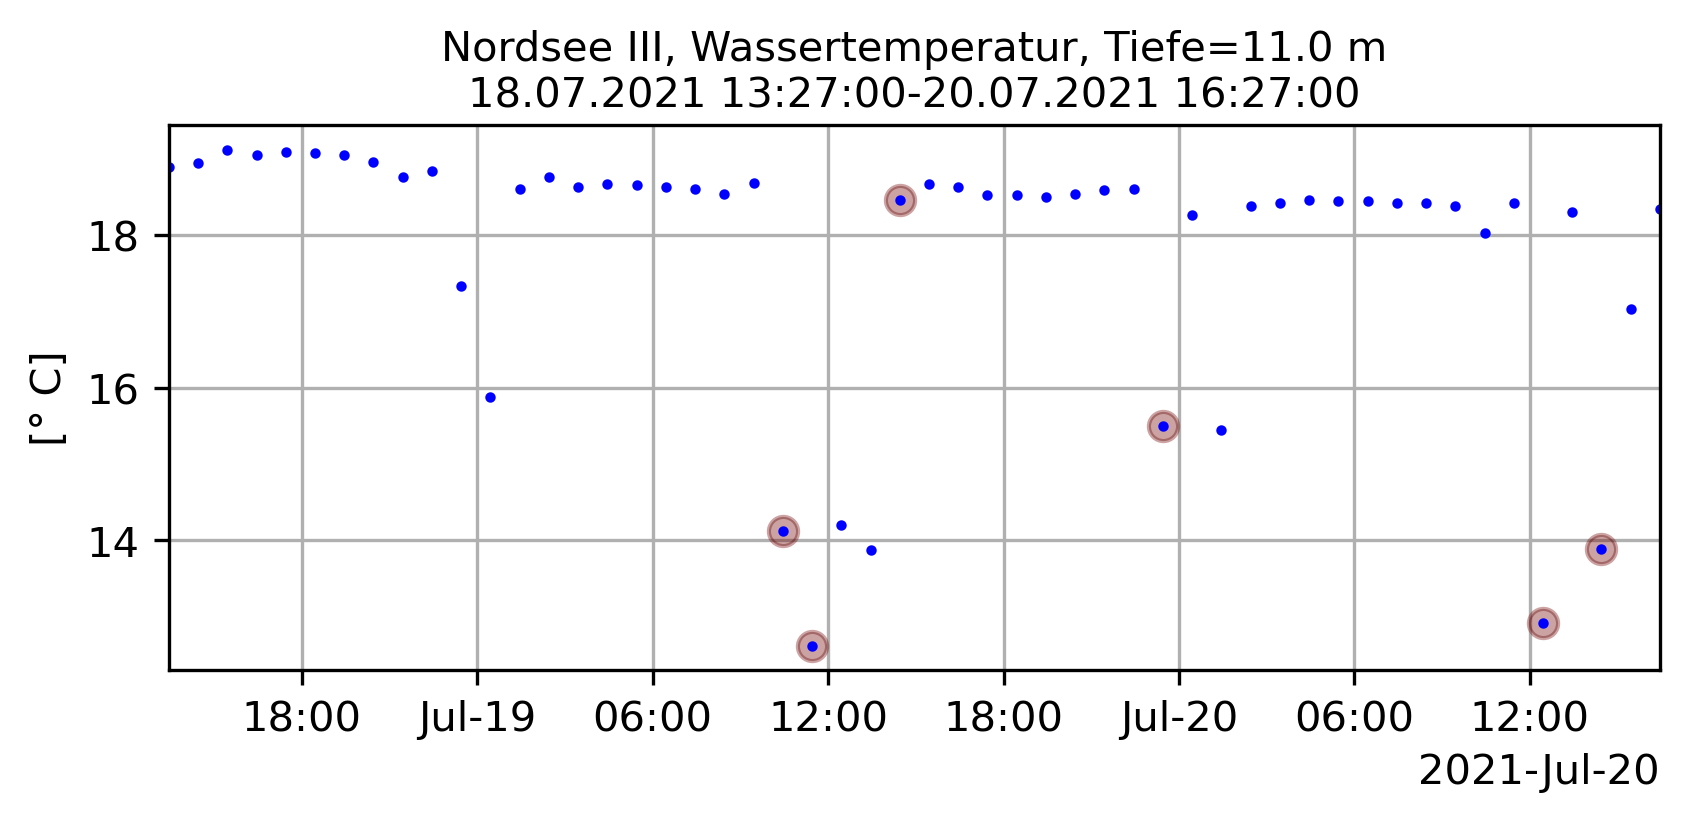 Nordsee III, Wassertemperatur, Tiefe=11.0 m
18.07.2021 13:27:00-20.07.2021 16:27:00
[° C]
18
16
14
18:00 Jul-19 06:00 12:00 18:00 Jul-20 06:00 12:00
2021-Jul-20